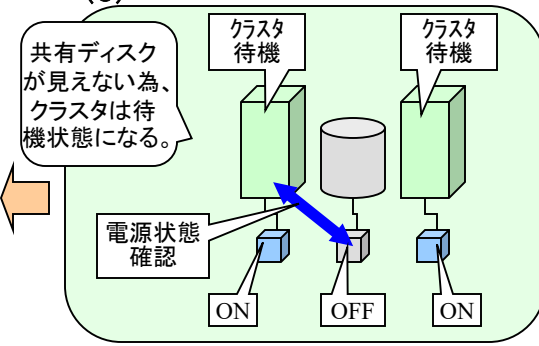 共有ディスク
が見えない為、
クラスタは待
機状態になる。
クラスタ
待機
クラスタ
待機
電源状態
確認
ON
OFF
ON